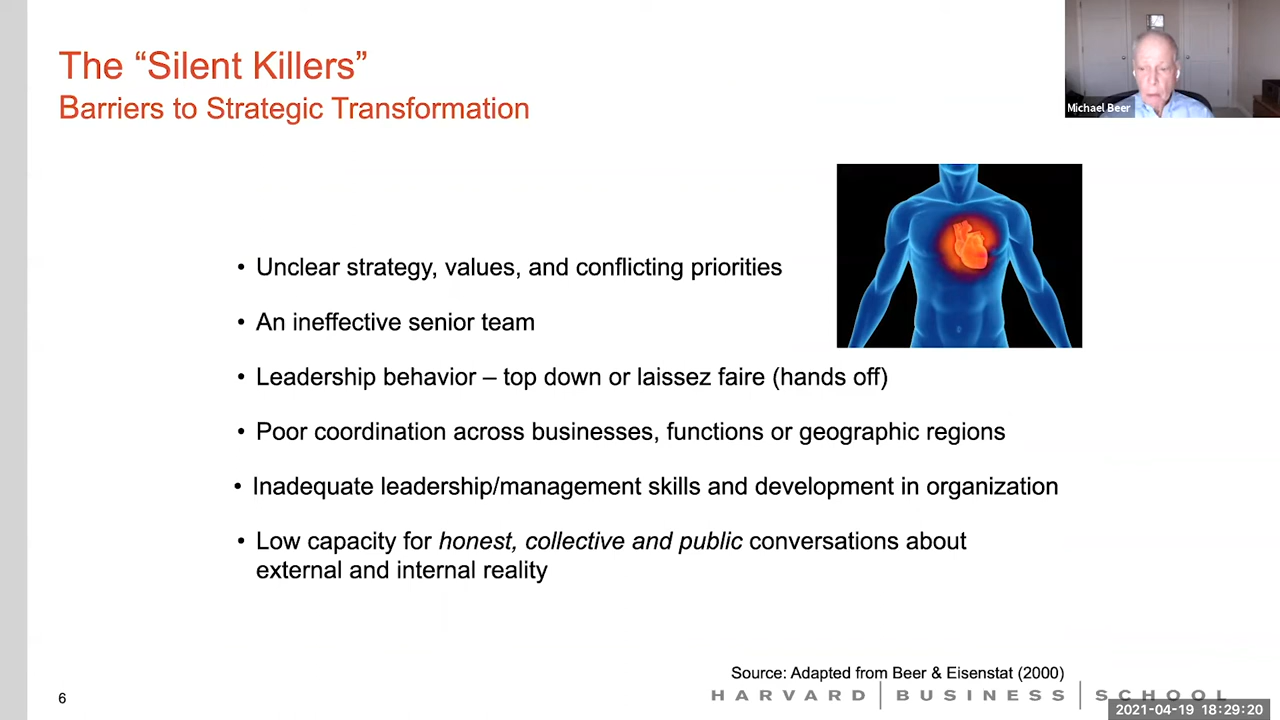 The “Silent Killers”
Barriers to Strategic Transformation
Michael Beer
• Unclear strategy, values, and conflicting priorities
• An ineffective senior team
• Leadership behavior – top down or laissez faire (hands off)
• Poor coordination across businesses, functions or geographic regions
• Inadequate leadership/management skills and development in organization
• Low capacity for honest, collective and public conversations about
external and internal reality
Source: Adapted from Beer & Eisenstat (2000)
6
HARVARD | BUSINESS | SCHOOL
2021-04-19 18:29:20